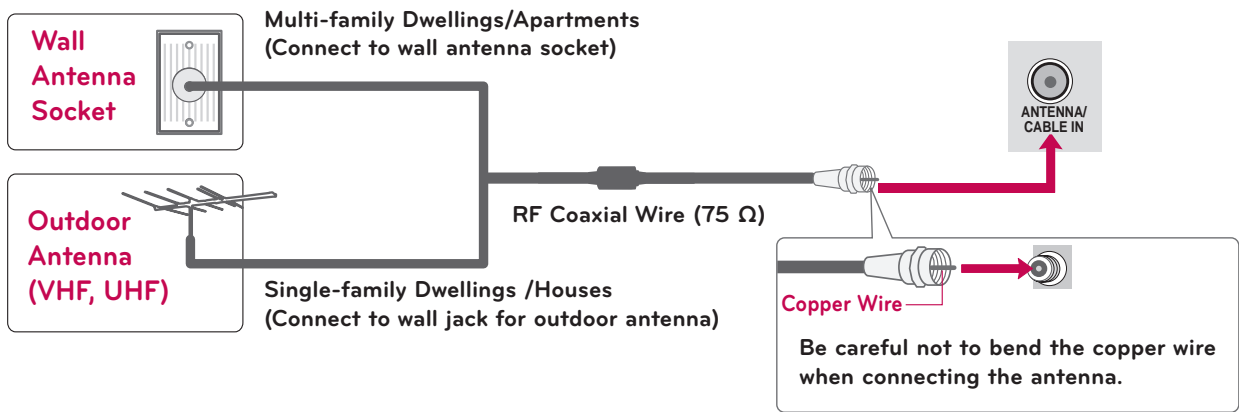 Wall
Antenna
Socket
Multi-family Dwellings/Apartments
(Connect to wall antenna socket)
ANTENNA/
CABLE IN
Outdoor
Antenna
(VHF, UHF)
RF Coaxial Wire (75 Ω)
Single-family Dwellings /Houses
(Connect to wall jack for outdoor antenna)
Copper Wire
Be careful not to bend the copper wire
when connecting the antenna.